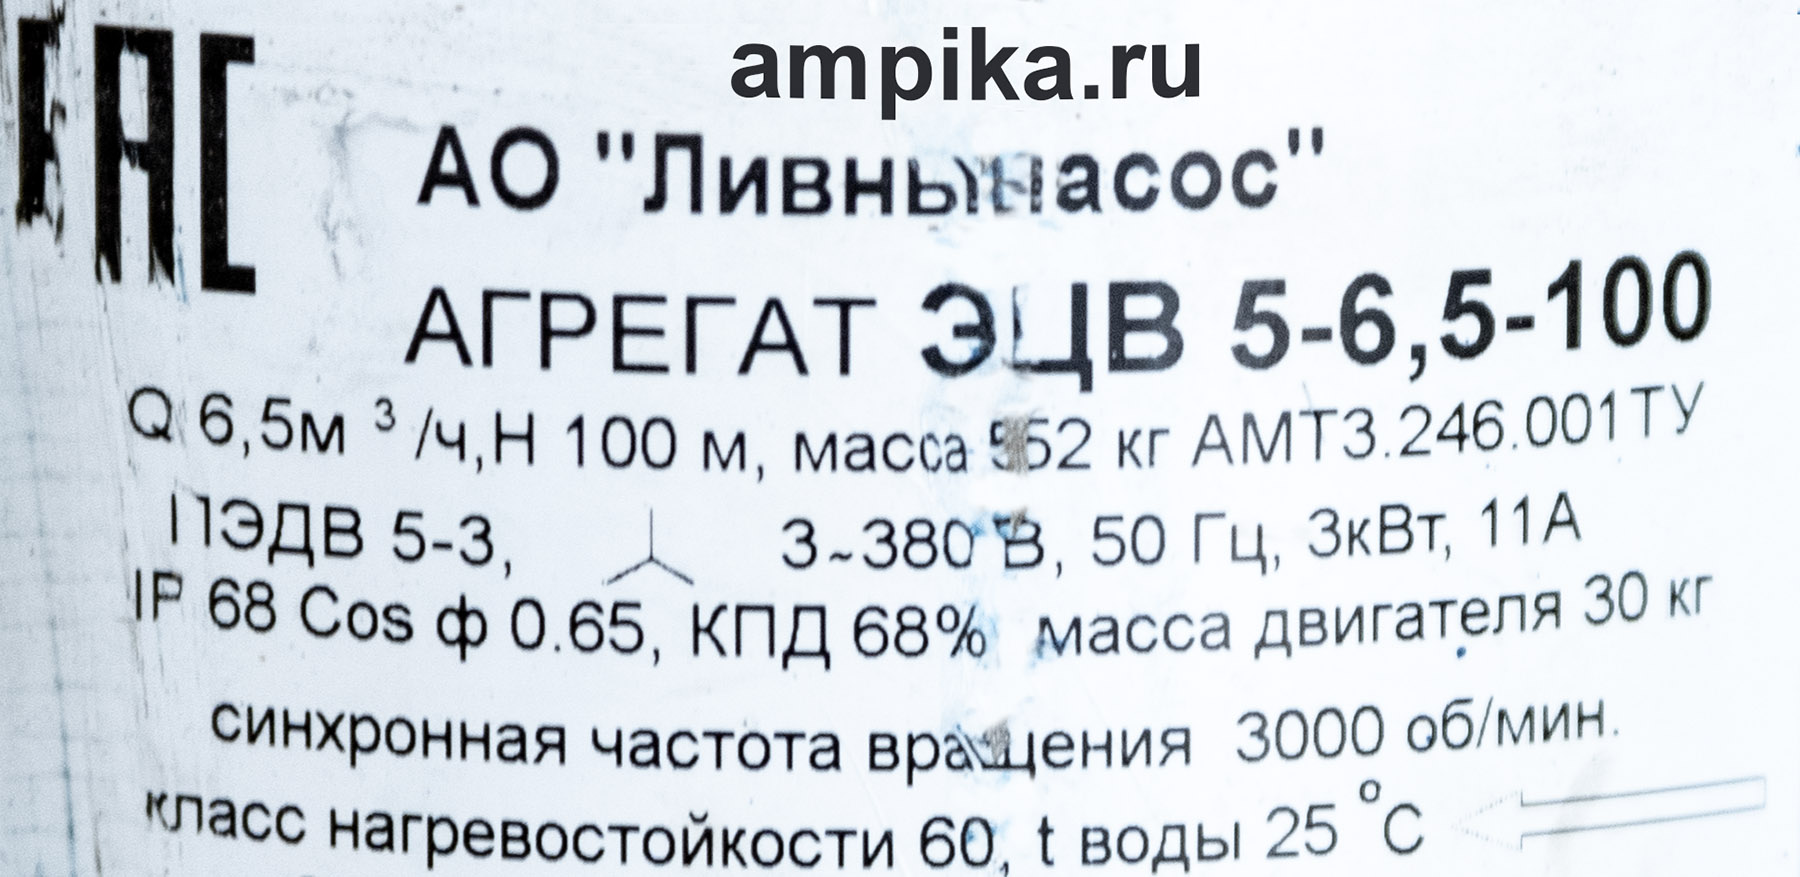 ampika.ru
ЕАС
АО "Ливнынасос"
АГРЕГАТ ЭЦВ 5-6,5-100
Q 6,5м ³ /ч,Н 100 м, масса кг АМТ3.246.001ТУ
ПЭДВ 5-3, 3~380 В, 50 Гц, 3кВт, 11А
IP 68 Cos ф 0.65, КПД 68% масса двигателя 30 кг
синхронная частота вращения 3000 об/мин.
класс нагревостойкости 60, t воды 25 °С